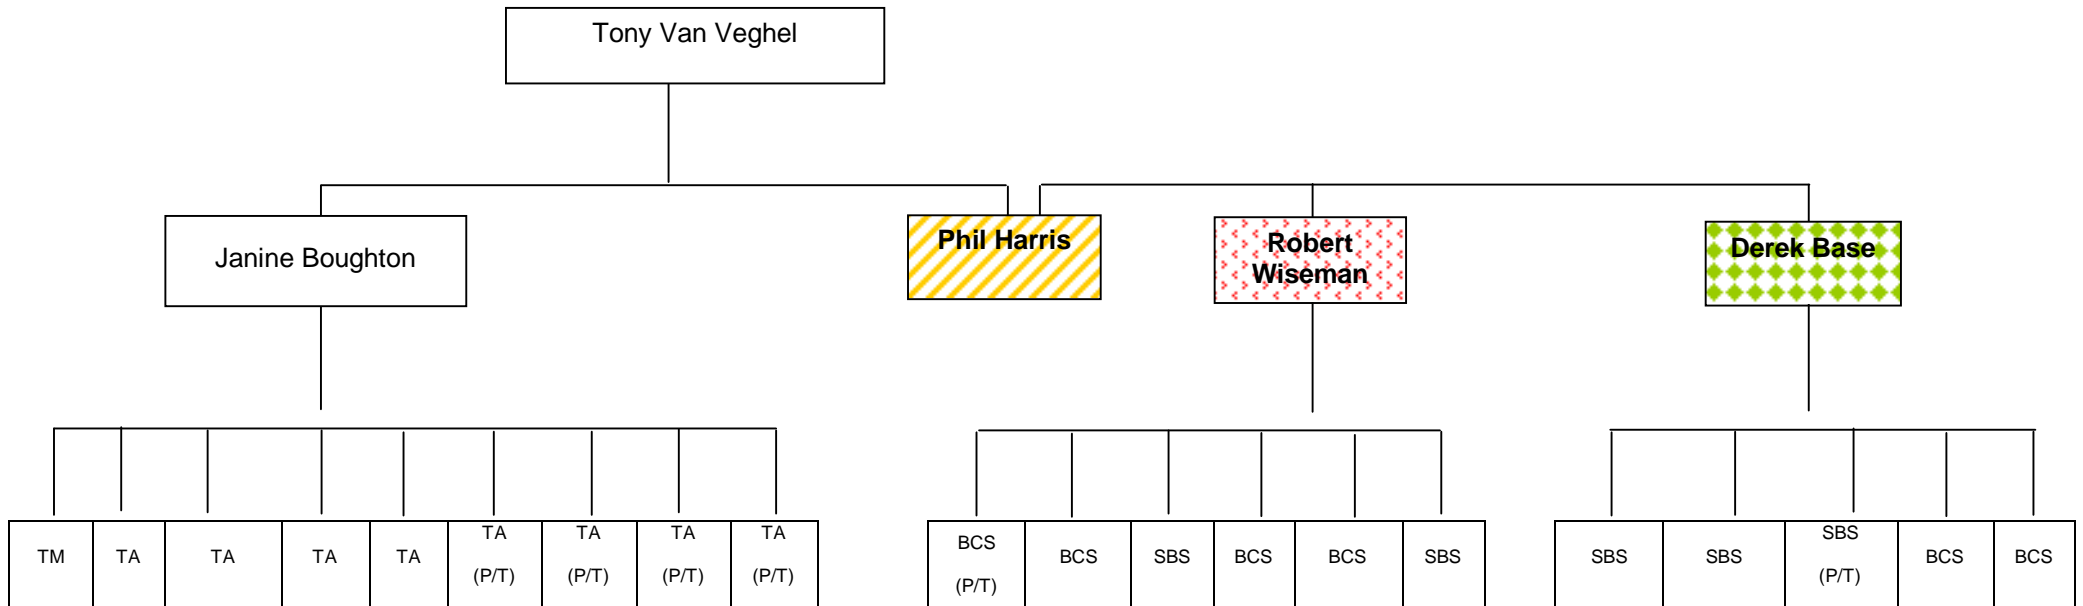 Tony Van Veghel
Janine Boughton
Phil Harris
Robert
Wiseman
Derek Base
TM
TA
TA
TA
TA
TA
(P/T)
TA
(P/T)
TA
(P/T)
TA
(P/T)
BCS
(P/T)
BCS
SBS
BCS
BCS
SBS
SBS
SBS
SBS
(P/T)
BCS
BCS